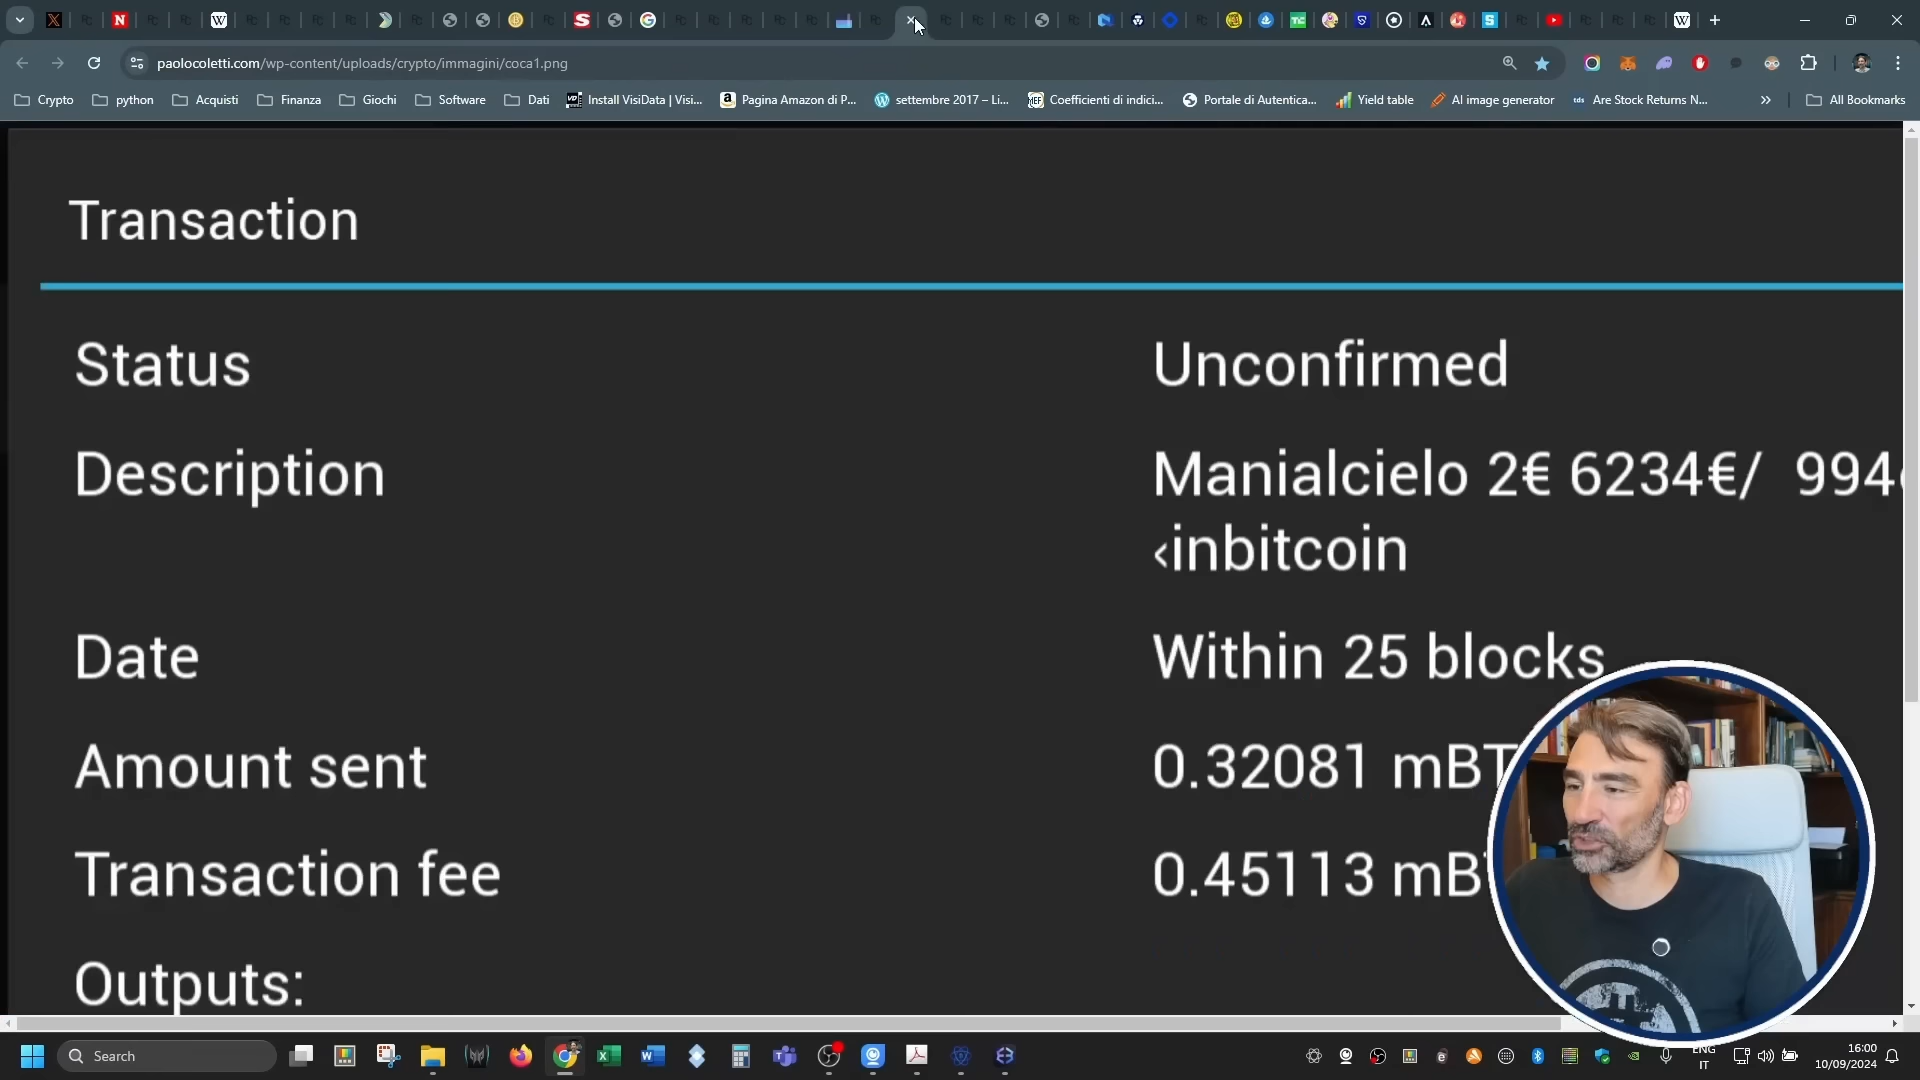 paolocoletti.com/wp-content/uploads/crypto/immagini/coca1.png
Crypto
python
Acquisti
Finanza
Giochi
Software
Dati
Install VisiData | Visi...
Pagina Amazon di P...
settembre 2017 – Li...
Coefficienti di indici...
Portale di Autentica...
Yield table
AI image generator
Are Stock Returns N...
All Bookmarks
Transaction
Status
Unconfirmed
Description
Manialcielo 2€ 6234€/ 994
‹inbitcoin
Date
Within 25 blocks
Amount sent
0.32081 mBT
Transaction fee
0.45113 mB
Outputs:
Search
ENG
IT
16:00
10/09/2024